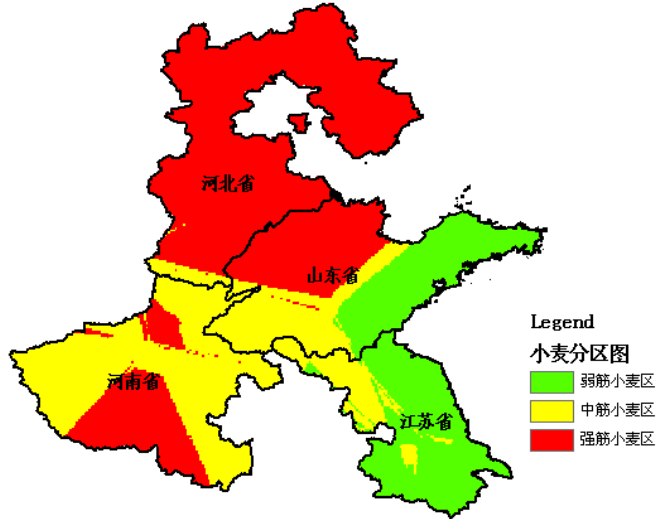 河北省
山东省
河南省
江苏省
Legend
小麦分区图
弱筋小麦区
中筋小麦区
强筋小麦区